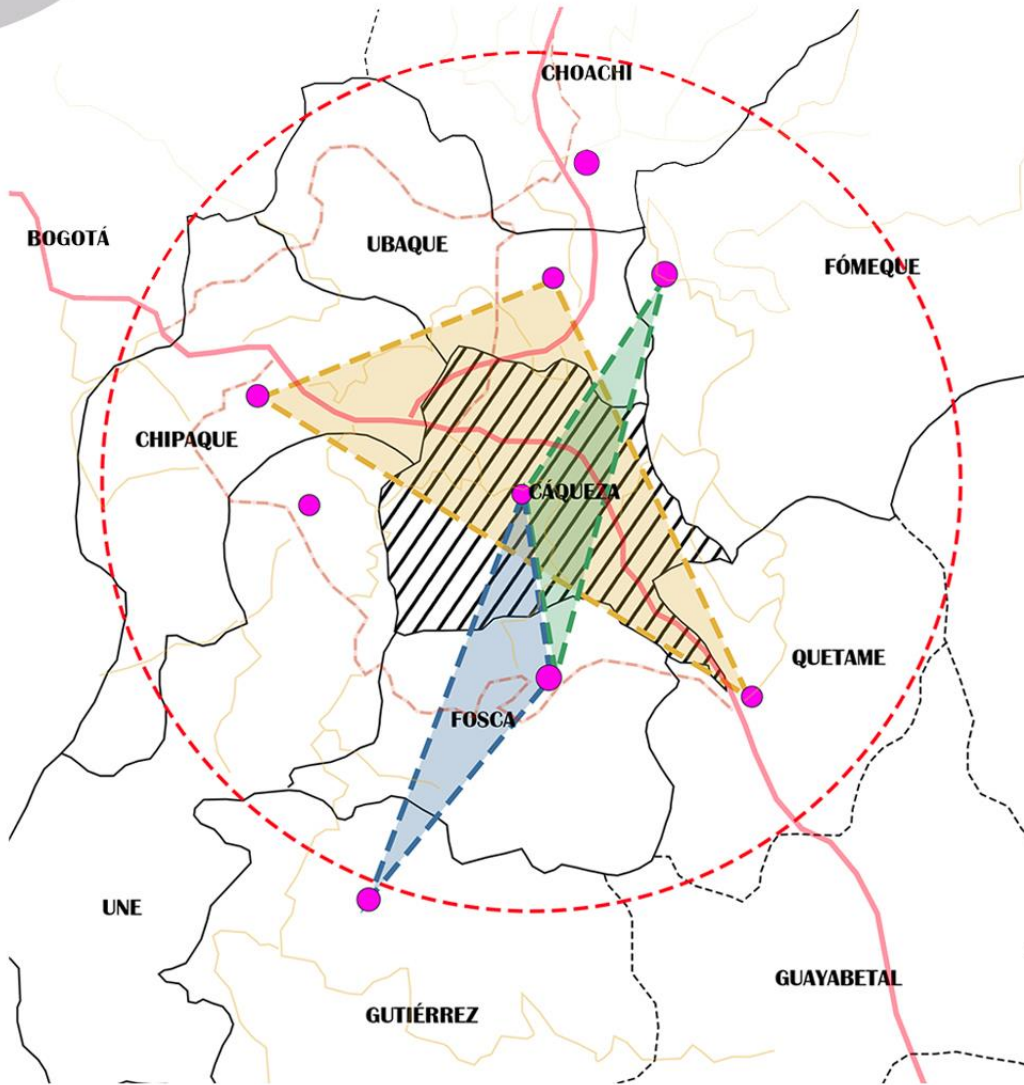 CHOACHI
BOGOTÁ
UBAQUE
FÓMEQUE
CHIPAQUE
CÁQUEZA
QUETAME
FOSCA
UNE
GUAYABETAL
GUTIÉRREZ